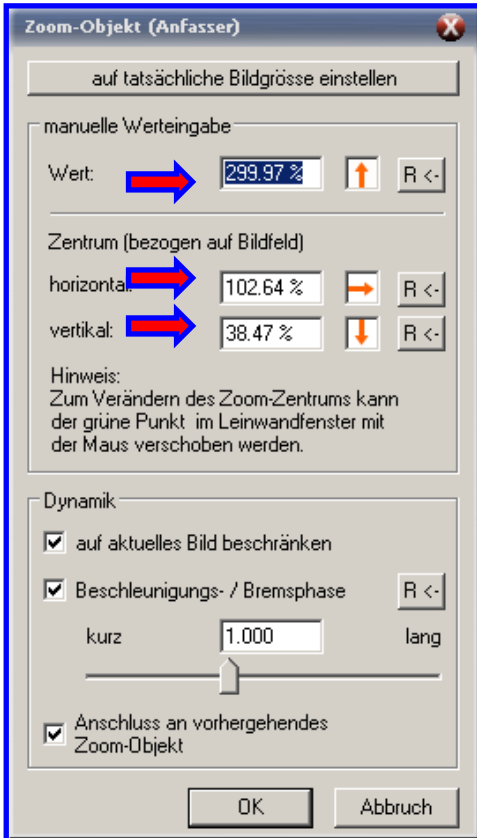 Zoom-Objekt (Anfasser)
auf tatsächliche Bildgrösse einstellen
manuelle Werteingabe
Wert: 299.97 % R <-
Zentrum (bezogen auf Bildfeld)
horizontal: 102.64 % R <-
vertikal: 38.47 % R <-
Hinweis:
Zum Verändern des Zoom-Zentrums kann
der grüne Punkt im Leinwandfenster mit
der Maus verschoben werden.
Dynamik
auf aktuelles Bild beschränken
Beschleunigungs- / Bremsphase R <-
kurz 1.000 lang
Anschluss an vorhergehendes
Zoom-Objekt
OK Abbruch